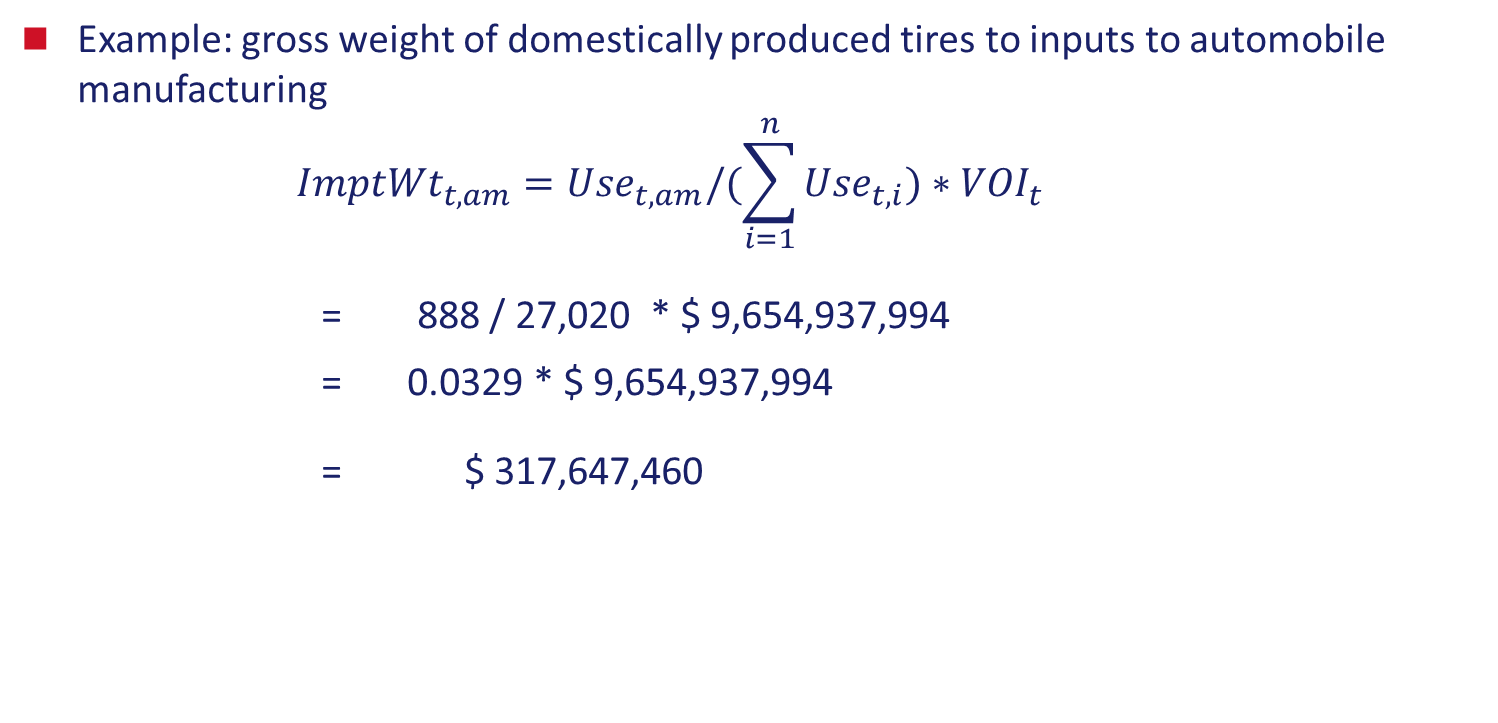 Example: gross weight of domestically produced tires to inputs to automobile
manufacturing
ImptWt_{t,am} = Use_{t,am}/(\sum_{i=1}^{n} Use_{t,i}) * VOI_t
= 888 / 27,020 * $ 9,654,937,994
= 0.0329 * $ 9,654,937,994
= $ 317,647,460